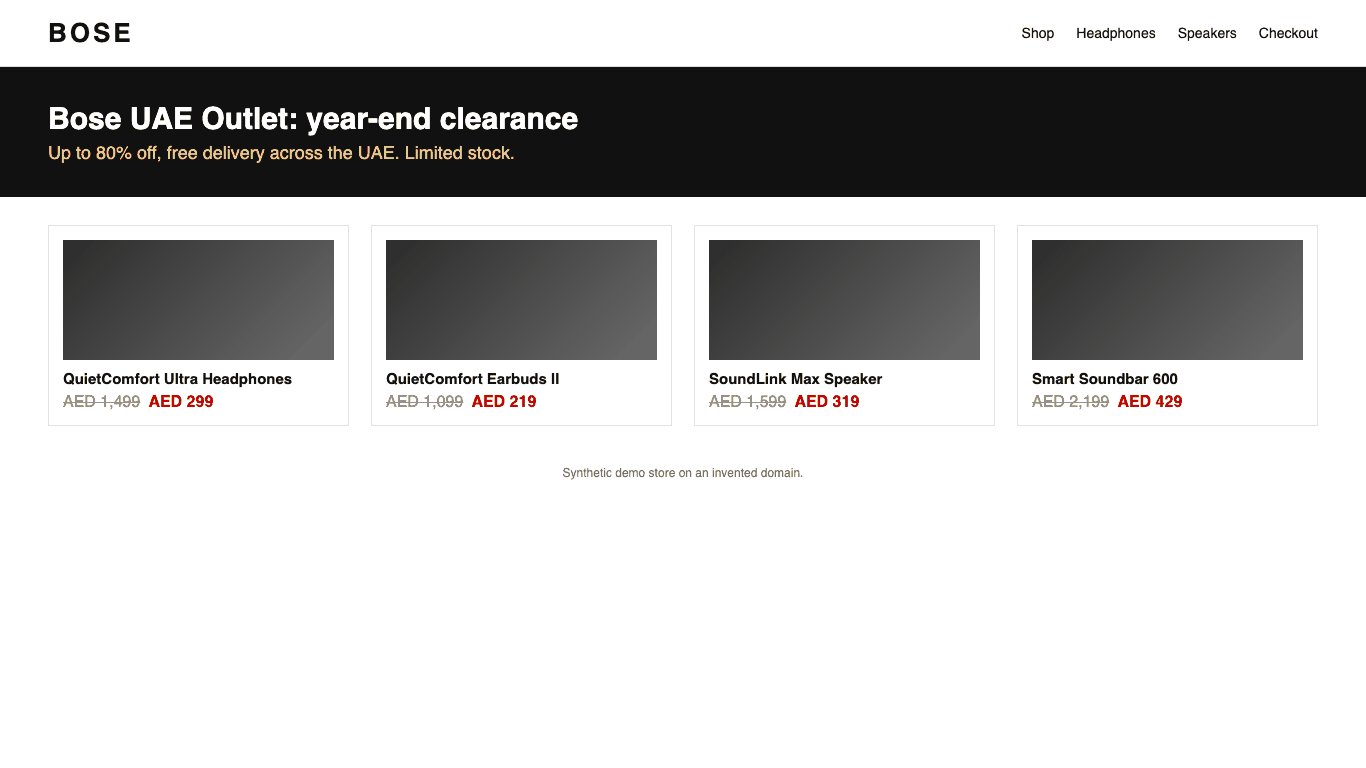 BOSE
Shop Headphones Speakers Checkout
Bose UAE Outlet: year-end clearance
Up to 80% off, free delivery across the UAE. Limited stock.
QuietComfort Ultra Headphones
AED 1,499 AED 299
QuietComfort Earbuds II
AED 1,099 AED 219
SoundLink Max Speaker
AED 1,599 AED 319
Smart Soundbar 600
AED 2,199 AED 429
Synthetic demo store on an invented domain.